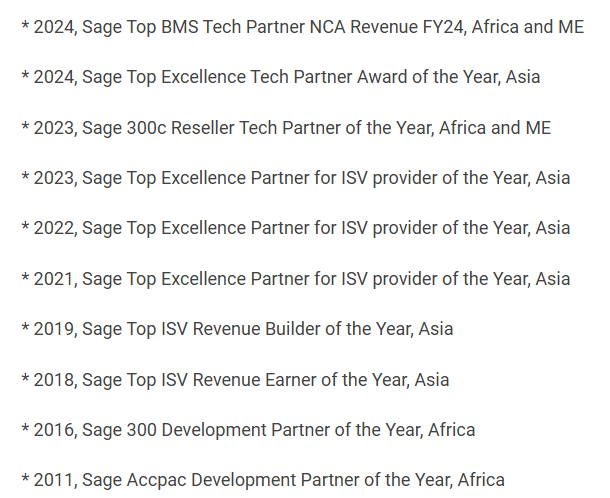 * 2024, Sage Top BMS Tech Partner NCA Revenue FY24, Africa and ME
* 2024, Sage Top Excellence Tech Partner Award of the Year, Asia
* 2023, Sage 300c Reseller Tech Partner of the Year, Africa and ME
* 2023, Sage Top Excellence Partner for ISV provider of the Year, Asia
* 2022, Sage Top Excellence Partner for ISV provider of the Year, Asia
* 2021, Sage Top Excellence Partner for ISV provider of the Year, Asia
* 2019, Sage Top ISV Revenue Builder of the Year, Asia
* 2018, Sage Top ISV Revenue Earner of the Year, Asia
* 2016, Sage 300 Development Partner of the Year, Africa
* 2011, Sage Accpac Development Partner of the Year, Africa